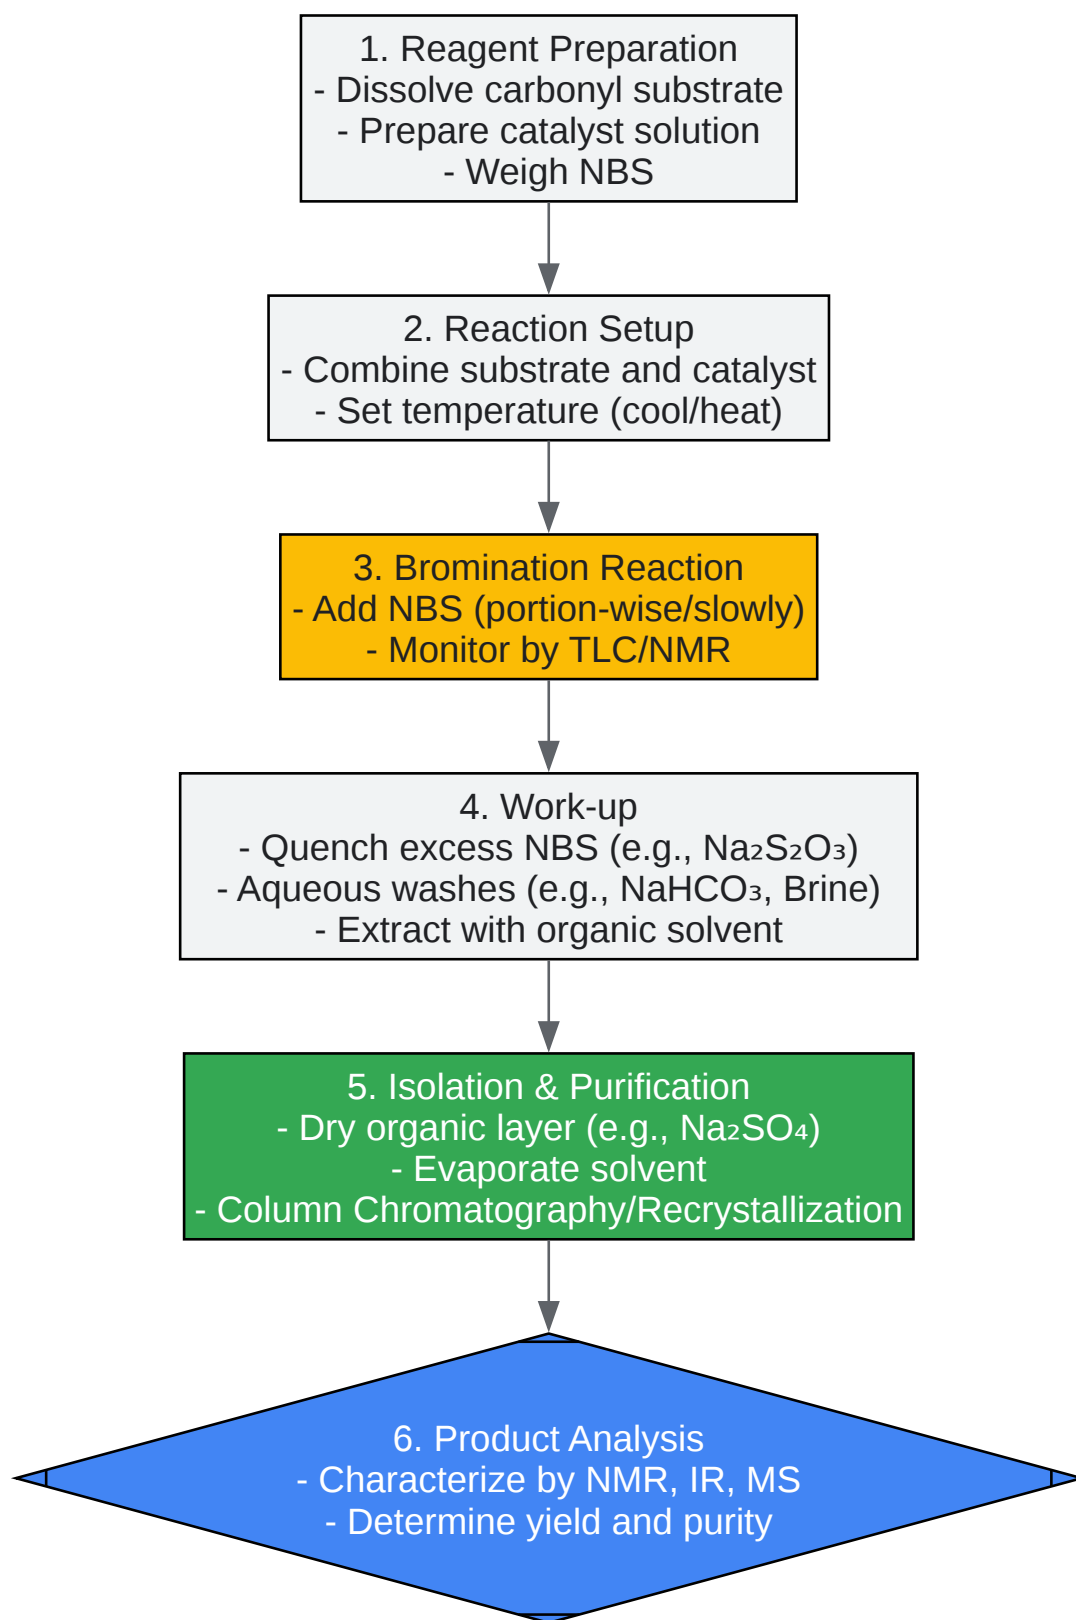 1. Reagent Preparation
- Dissolve carbonyl substrate
- Prepare catalyst solution
- Weigh NBS
2. Reaction Setup
- Combine substrate and catalyst
- Set temperature (cool/heat)
3. Bromination Reaction
- Add NBS (portion-wise/slowly)
- Monitor by TLC/NMR
4. Work-up
- Quench excess NBS (e.g., Na₂S₂O₃)
- Aqueous washes (e.g., NaHCO₃, Brine)
- Extract with organic solvent
5. Isolation & Purification
- Dry organic layer (e.g., Na₂SO₄)
- Evaporate solvent
- Column Chromatography/Recrystallization
6. Product Analysis
- Characterize by NMR, IR, MS
- Determine yield and purity